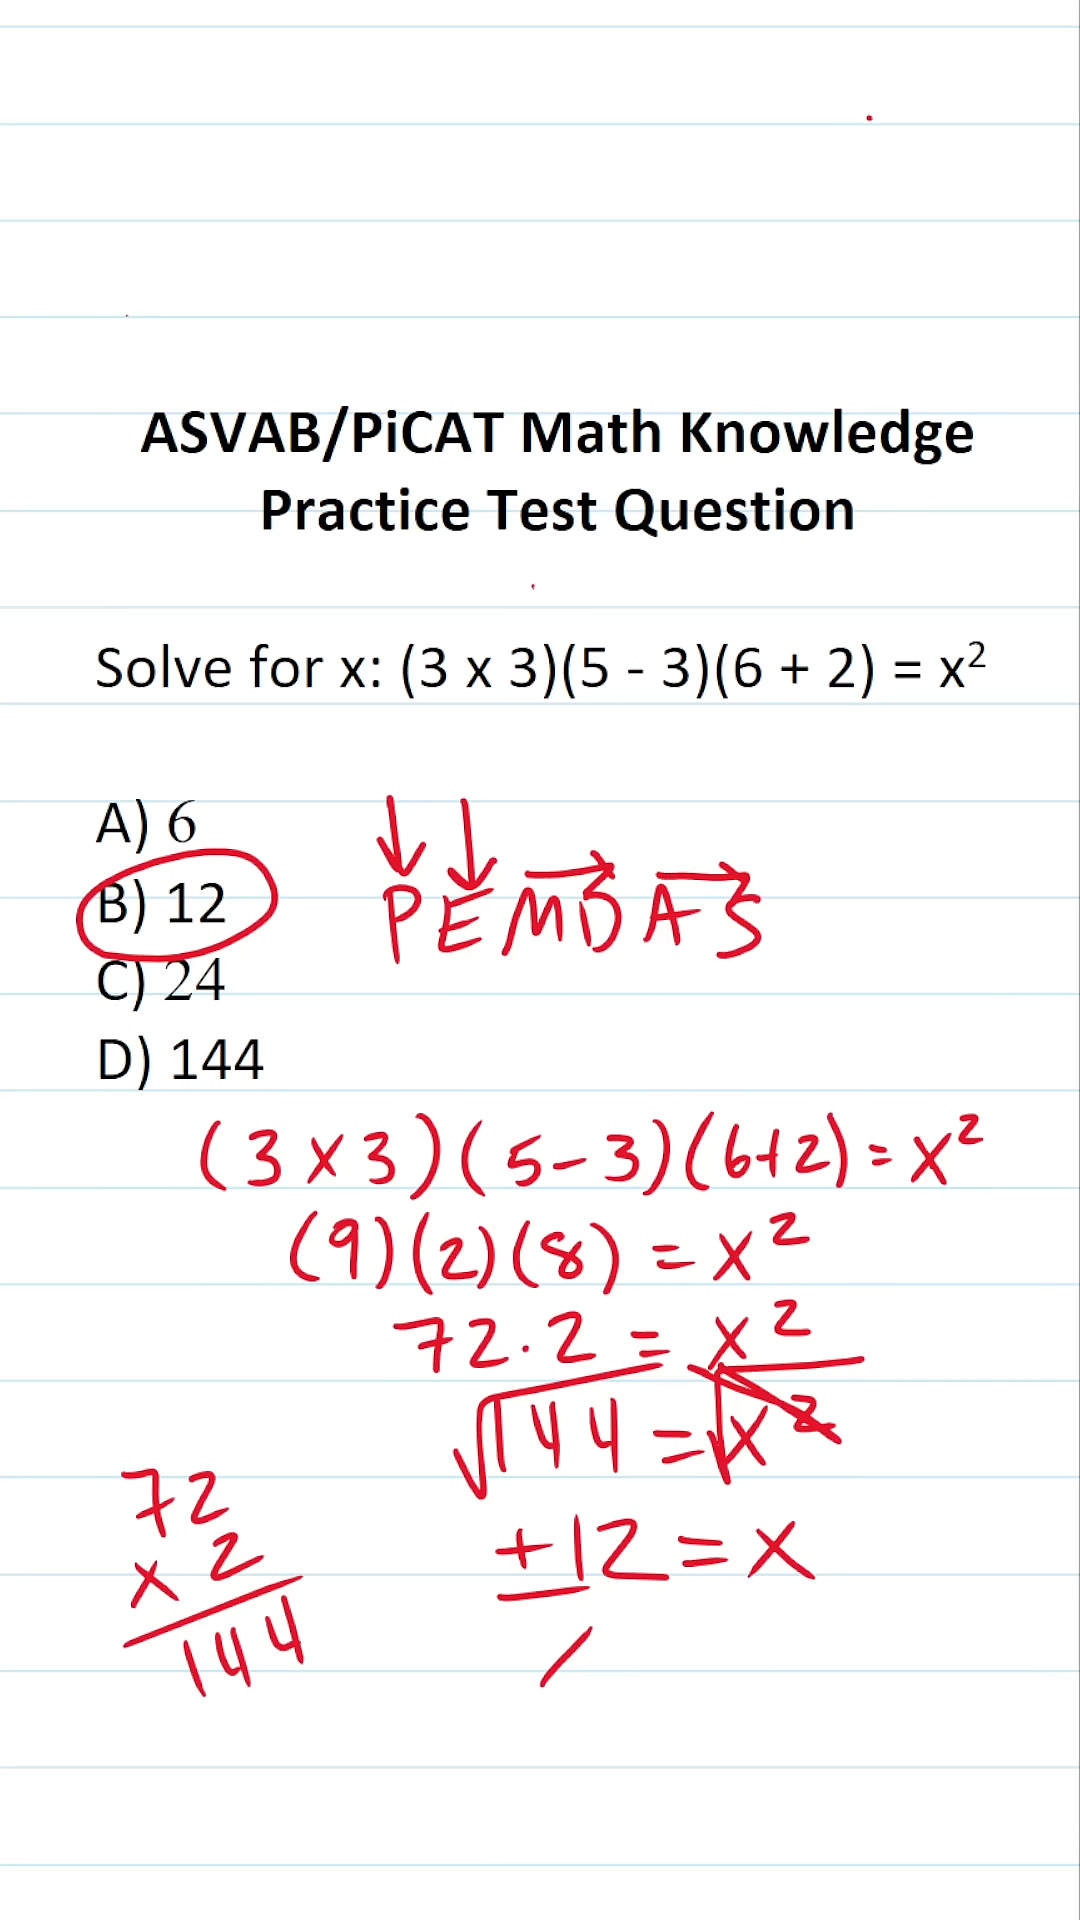 ASVAB/PiCAT Math Knowledge
Practice Test Question
Solve for x: (3 x 3)(5 - 3)(6 + 2) = x²
A) 6
B) 12
C) 24
D) 144
PEMDAS
(3 x 3)(5-3)(6+2) = x²
(9)(2)(8) = x²
72·2 = x²
√144 = √x²
±12 = x
72
x 2
144